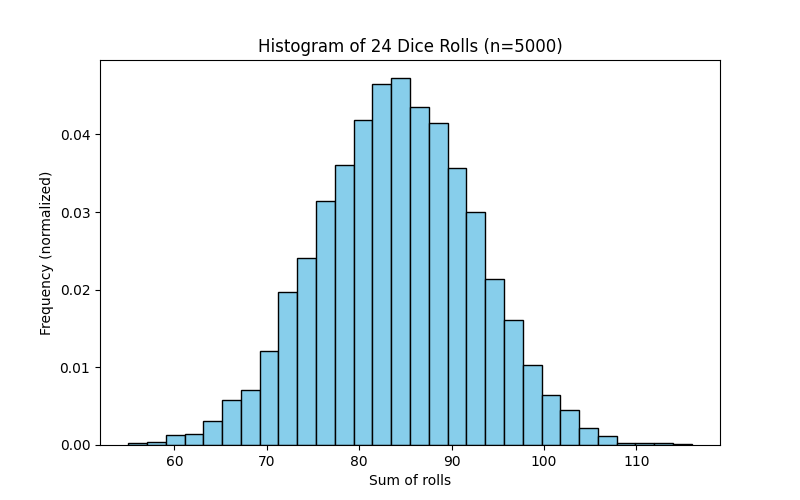 Histogram of 24 Dice Rolls (n=5000)
Frequency (normalized)
0.04
0.03
0.02
0.01
0.00
60 70 80 90 100 110
Sum of rolls